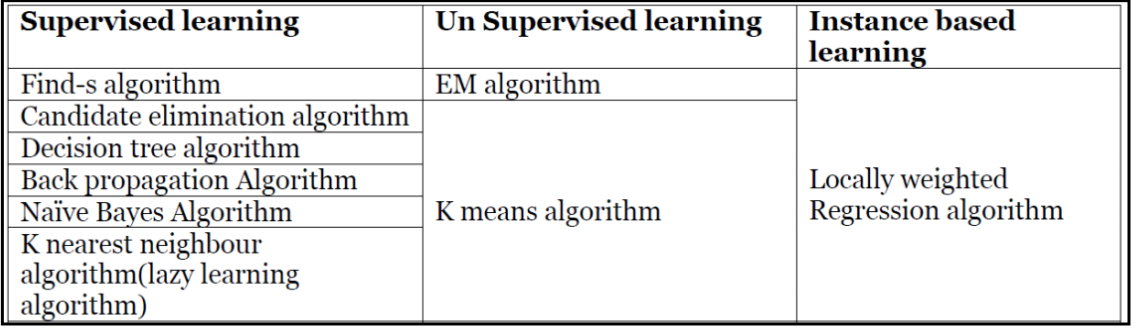 Supervised learning
Un Supervised learning
Instance based
learning
Find-s algorithm
EM algorithm
Locally weighted
Regression algorithm
Candidate elimination algorithm
K means algorithm
Decision tree algorithm
Back propagation Algorithm
Naïve Bayes Algorithm
K nearest neighbour
algorithm(lazy learning
algorithm)